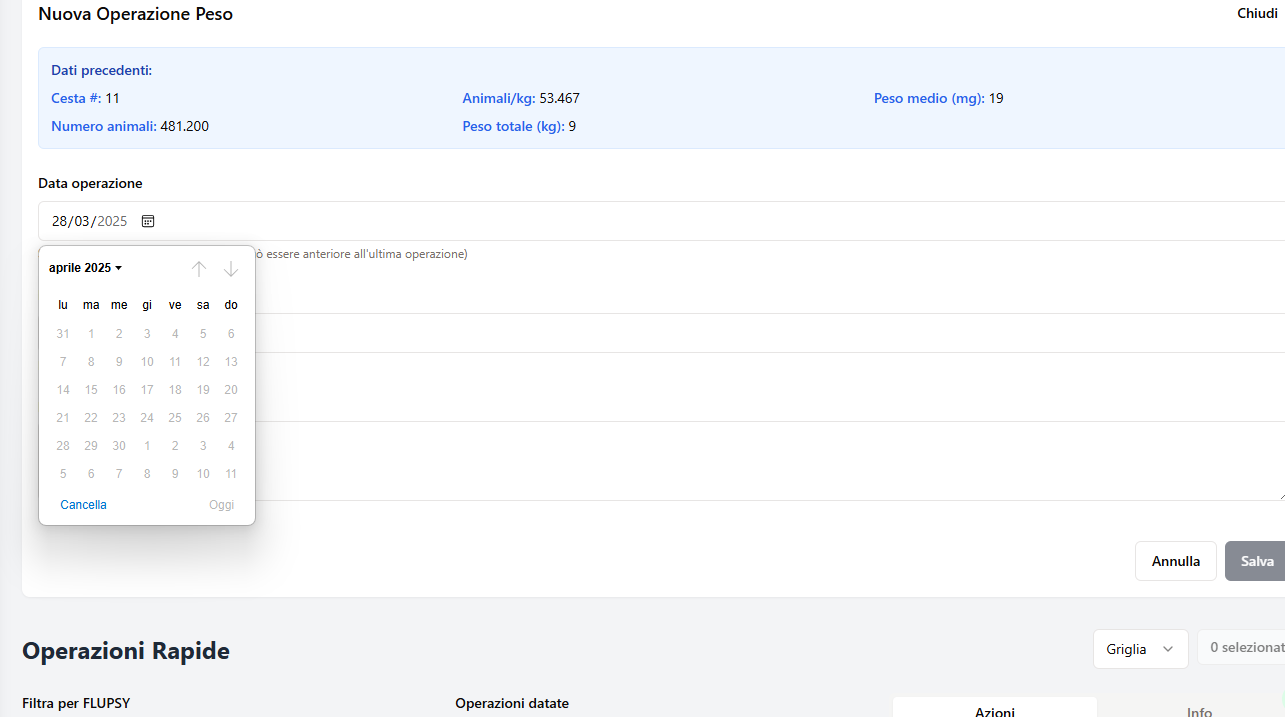 Nuova Operazione Peso
Chiudi
Dati precedenti:
Cesta #: 11
Animali/kg: 53.467
Peso medio (mg): 19
Numero animali: 481.200
Peso totale (kg): 9
Data operazione
28/03/2025
essere anteriore all'ultima operazione)
aprile 2025
lu ma me gi ve sa do
31 1 2 3 4 5 6
7 8 9 10 11 12 13
14 15 16 17 18 19 20
21 22 23 24 25 26 27
28 29 30 1 2 3 4
5 6 7 8 9 10 11
Cancella
Oggi
Annulla
Salva
Operazioni Rapide
Griglia
0 selezionat
Filtra per FLUPSY
Operazioni datate
Azioni
Info